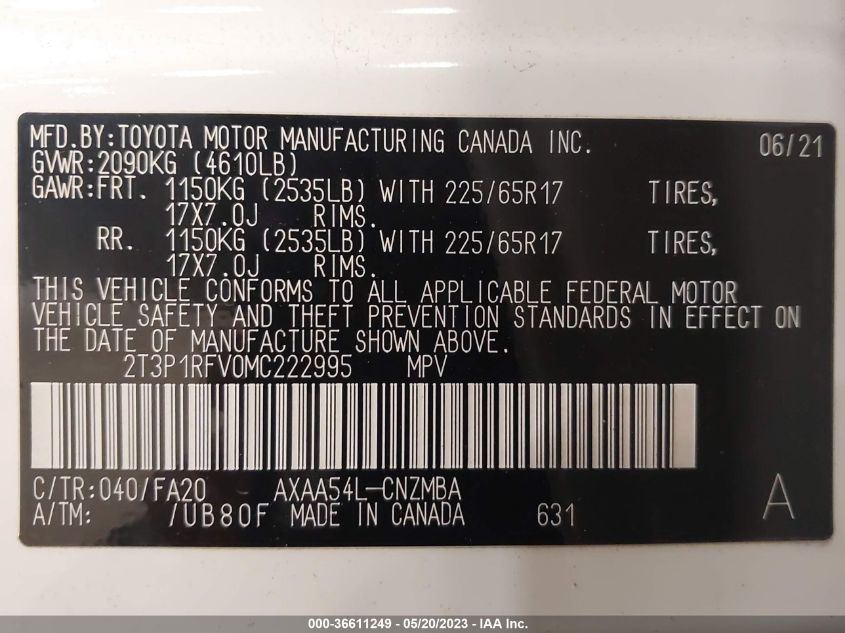 MFD.BY:TOYOTA MOTOR MANUFACTURING CANADA INC. 06/21
GVWR:2090KG (4610LB)
GAWR:FRT. 1150KG (2535LB) WITH 225/65R17 TIRES,
17X7.0J RIMS.
RR. 1150KG (2535LB) WITH 225/65R17 TIRES,
17X7.0J RIMS.
THIS VEHICLE CONFORMS TO ALL APPLICABLE FEDERAL MOTOR
VEHICLE SAFETY AND THEFT PREVENTION STANDARDS IN EFFECT ON
THE DATE OF MANUFACTURE SHOWN ABOVE.
2T3P1RFV0MC222995 MPV
C/TR:040/FA20 AXAA54L-CNZMBA
A/TM: /UB80F MADE IN CANADA 631 A
000-36611249 - 05/20/2023 - IAA Inc.